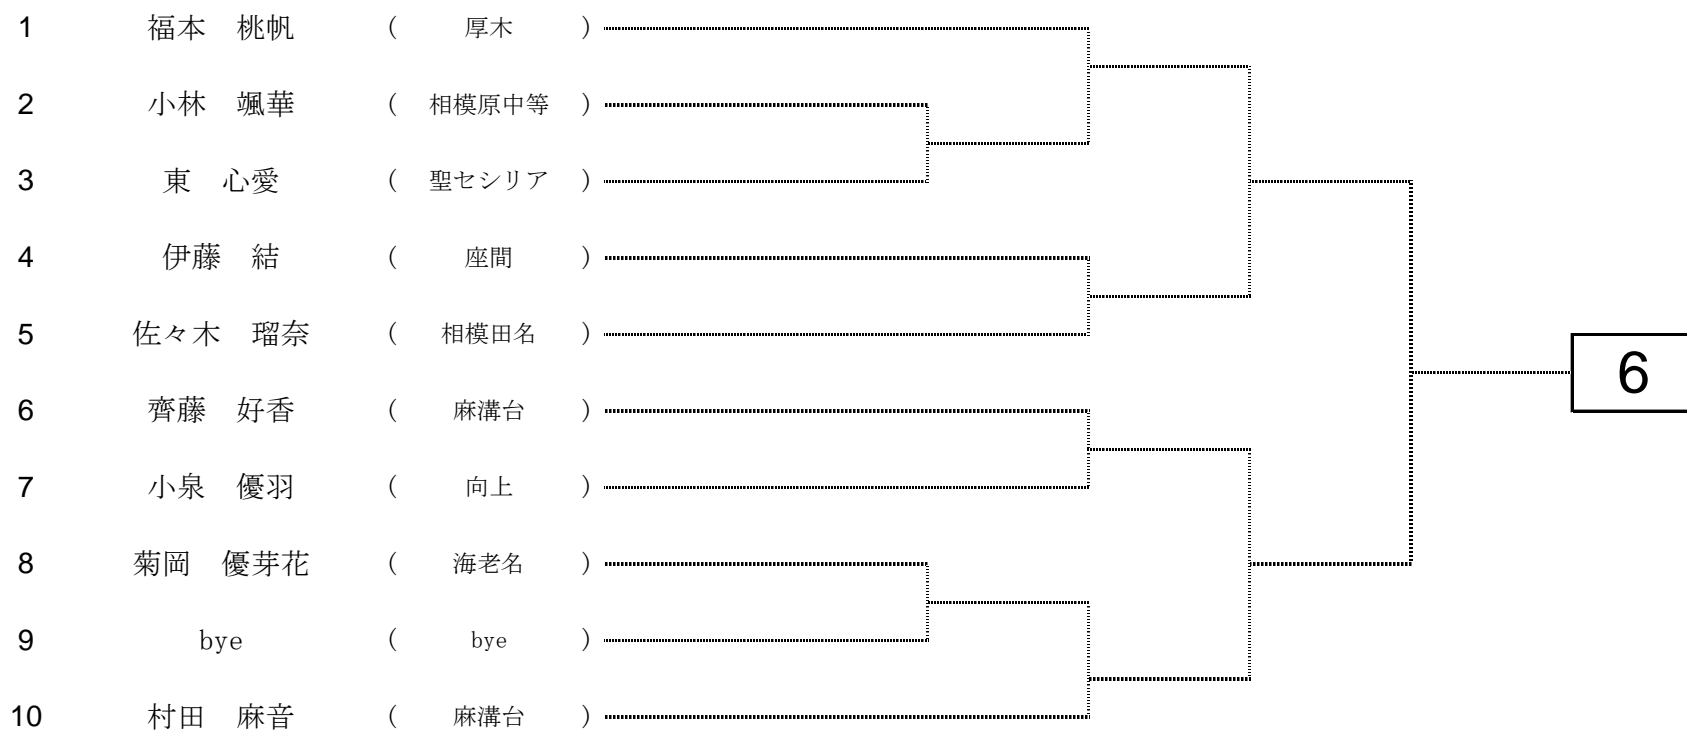 1 福本　桃帆 （ 厚木 ）
2 小林　颯華 （ 相模原中等 ）
3 東　心愛 （ 聖セシリア ）
4 伊藤　結 （ 座間 ）
5 佐々木　瑠奈 （ 相模田名 ）
6
6 齊藤　好香 （ 麻溝台 ）
7 小泉　優羽 （ 向上 ）
8 菊岡　優芽花 （ 海老名 ）
9 bye （ bye ）
10 村田　麻音 （ 麻溝台 ）